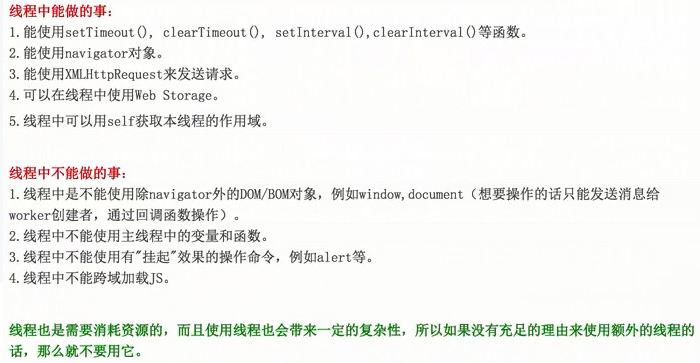 线程中能做的事:
1.能使用setTimeout(), clearTimeout(), setInterval(),clearInterval()等函数。
2.能使用navigator对象。
3.能使用XMLHttpRequest来发送请求。
4.可以在线程中使用Web Storage。
5.线程中可以用self获取本线程的作用域。
线程中不能做的事:
1.线程中是不能使用除navigator外的DOM/BOM对象，例如window,document（想要操作的话只能发送消息给
worker创建者，通过回调函数操作）。
2.线程中不能使用主线程中的变量和函数。
3.线程中不能使用有"挂起"效果的操作命令，例如alert等。
4.线程中不能跨域加载JS。
线程也是需要消耗资源的，而且使用线程也会带来一定的复杂性，所以如果没有充足的理由来使用额外的线程的
话，那么就不要用它。